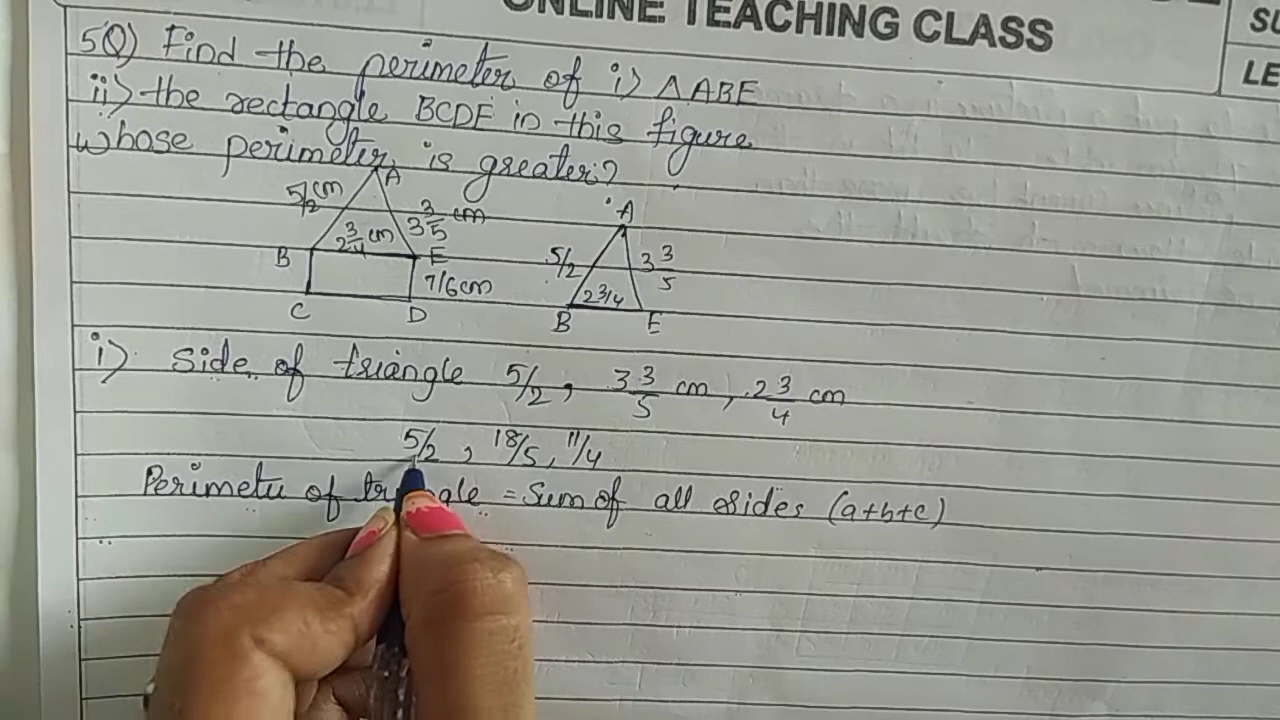 ONLINE TEACHING CLASS
SU
LE
5Q) Find the perimeter of i) △ABE
ii) the rectangle BCDE in this figure
whose perimeter is greater?
A
5/2 cm
3 3/5 cm
2 3/4 cm
B
E
7/6 cm
C
D
A
5/2
3 3/5
2 3/4
B
E
i) Side of triangle 5/2, 3 3/5 cm, 2 3/4 cm
5/2, 18/5, 11/4
Perimeter of triangle = Sum of all sides (a+b+c)